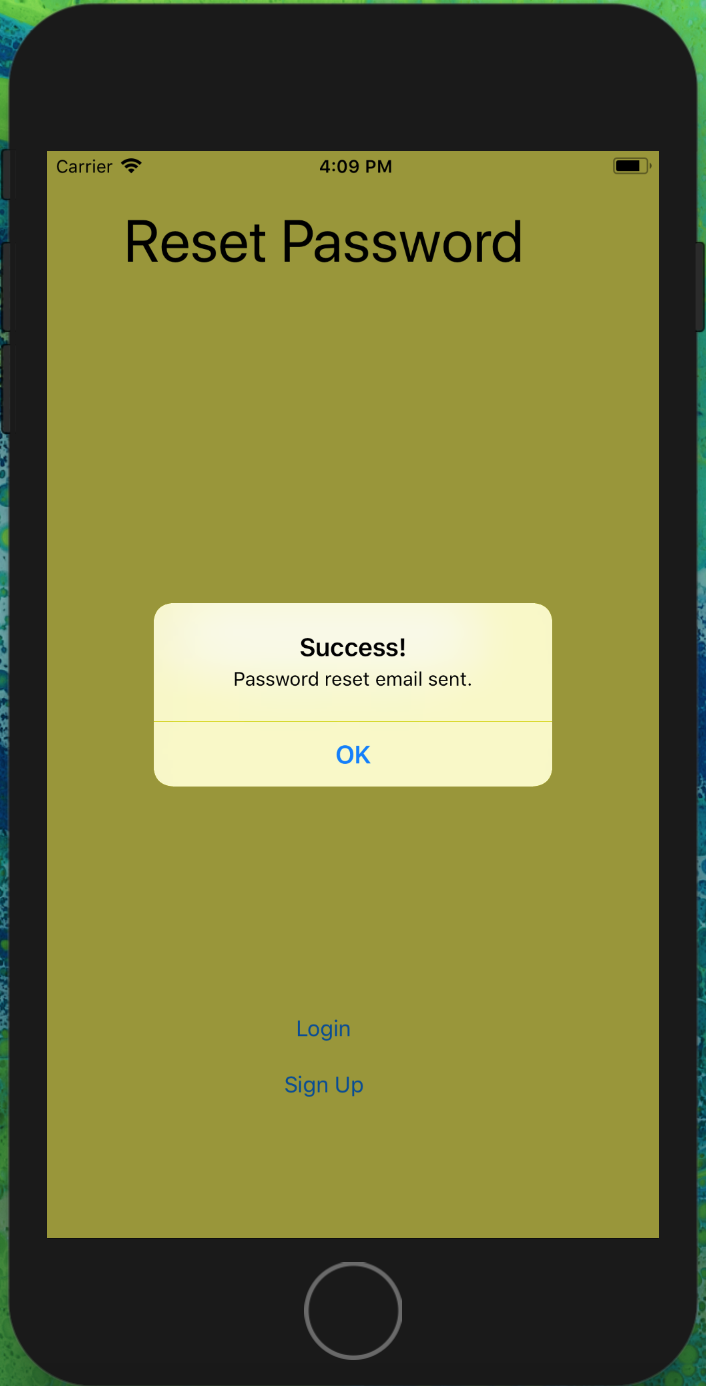 Carrier 4:09 PM
Reset Password
Success!
Password reset email sent.
OK
Login
Sign Up